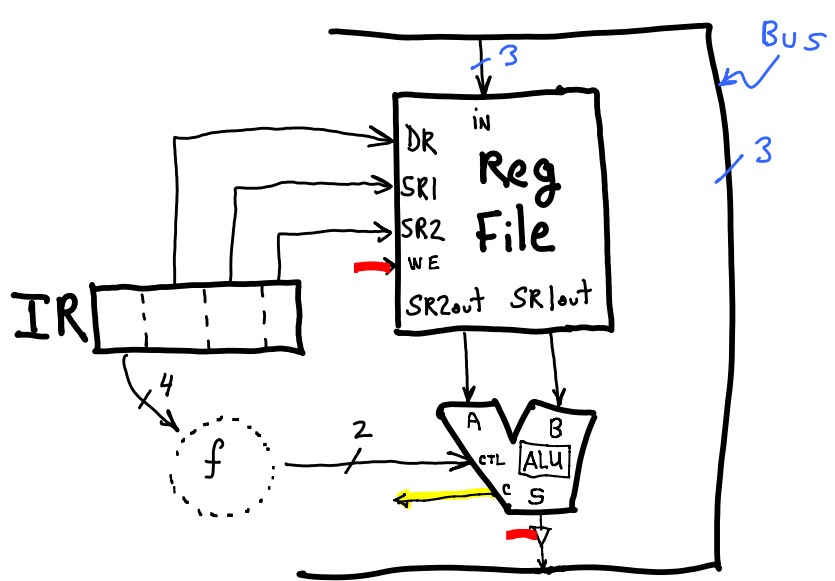 Bus
3
iN
DR
Reg
3
SR1
SR2
File
WE
SR2out SR1out
IR
4
A
B
f
2
CTL
ALU
C
S